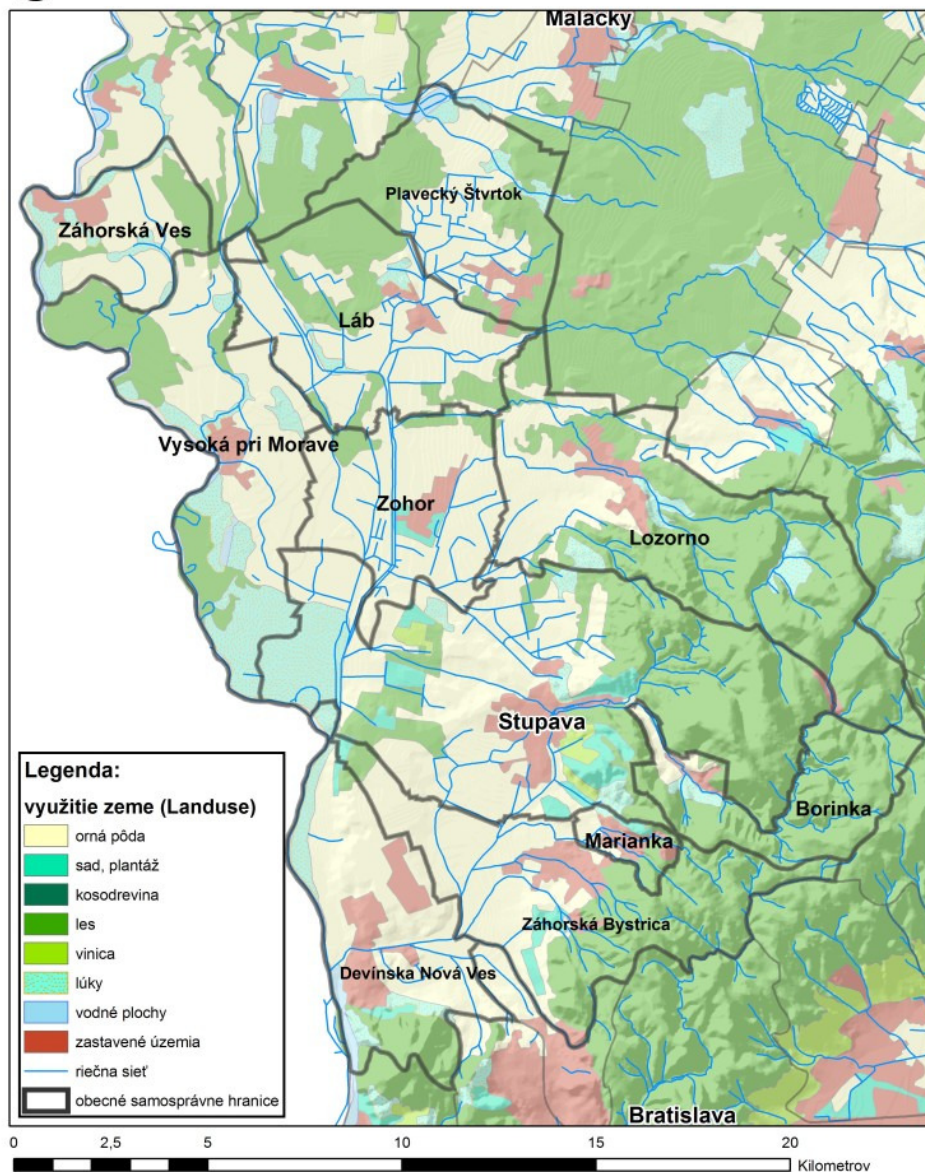 Malacky
Plavecký Štvrtok
Záhorská Ves
Láb
Vysoká pri Morave
Zohor
Lozorno
Stupava
Borinka
Marianka
Záhorská Bystrica
Devínska Nová Ves
Bratislava
Legenda:
využitie zeme (Landuse)
orná pôda
sad, plantáž
kosodrevina
les
vinica
lúky
vodné plochy
zastavené územia
riečna sieť
obecné samosprávne hranice
0 2,5 5 10 15 20
Kilometrov